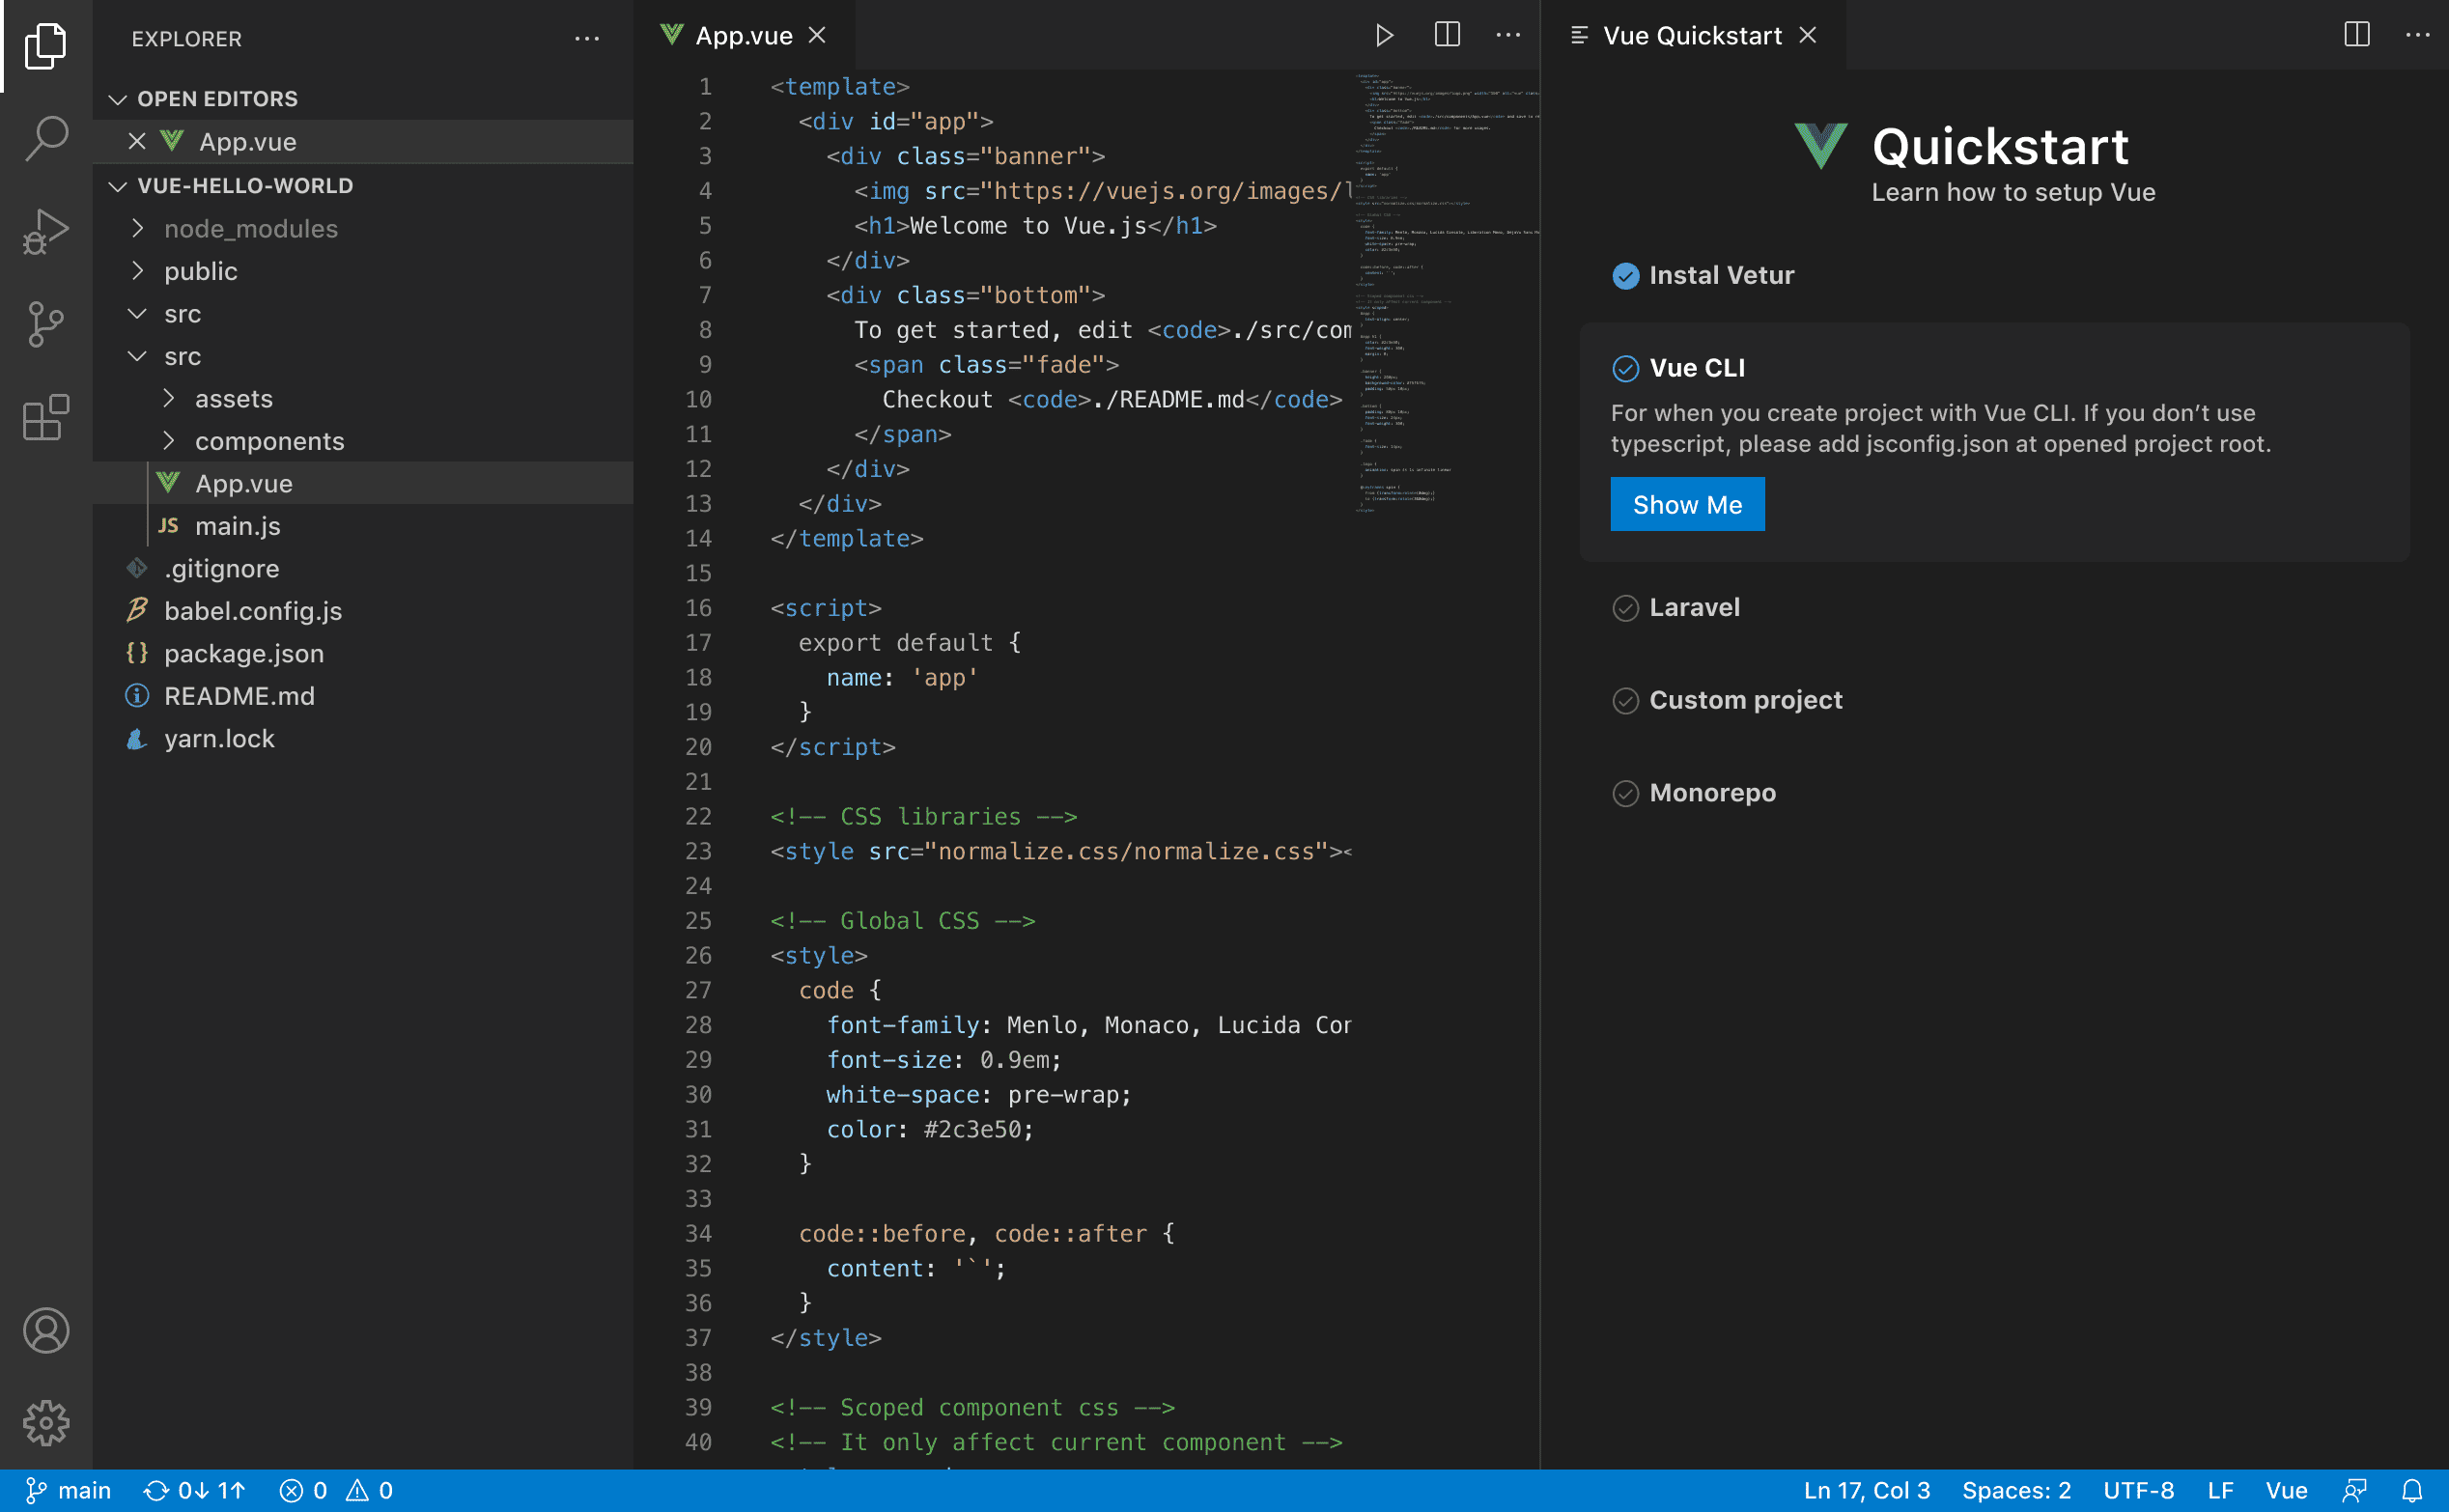 EXPLORER
OPEN EDITORS
App.vue
VUE-HELLO-WORLD
node_modules
public
src
src
assets
components
App.vue
JS main.js
.gitignore
babel.config.js
{} package.json
README.md
yarn.lock
App.vue
1 <template>
2 <div id="app">
3 <div class="banner">
4 <img src="https://vuejs.org/images/l
5 <h1>Welcome to Vue.js</h1>
6 </div>
7 <div class="bottom">
8 To get started, edit <code>./src/com
9 <span class="fade">
10 Checkout <code>./README.md</code>
11 </span>
12 </div>
13 </div>
14 </template>
15
16 <script>
17 export default {
18 name: 'app'
19 }
20 </script>
21
22 <!-- CSS libraries -->
23 <style src="normalize.css/normalize.css"><
24
25 <!-- Global CSS -->
26 <style>
27 code {
28 font-family: Menlo, Monaco, Lucida Con
29 font-size: 0.9em;
30 white-space: pre-wrap;
31 color: #2c3e50;
32 }
33
34 code::before, code::after {
35 content: '`';
36 }
37 </style>
38
39 <!-- Scoped component css -->
40 <!-- It only affect current component -->
Vue Quickstart
Quickstart
Learn how to setup Vue
Instal Vetur
Vue CLI
For when you create project with Vue CLI. If you don’t use
typescript, please add jsconfig.json at opened project root.
Show Me
Laravel
Custom project
Monorepo
main 0↓ 1↑ 0 0
Ln 17, Col 3 Spaces: 2 UTF-8 LF Vue